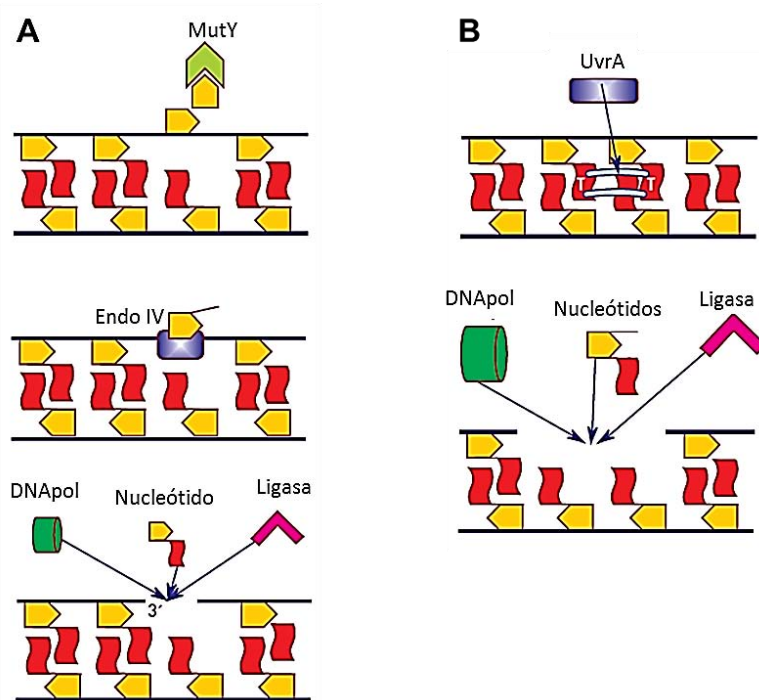 A
MutY
Endo IV
DNApol
Nucleótido
Ligasa
3´
B
UvrA
T T
DNApol
Nucleótidos
Ligasa